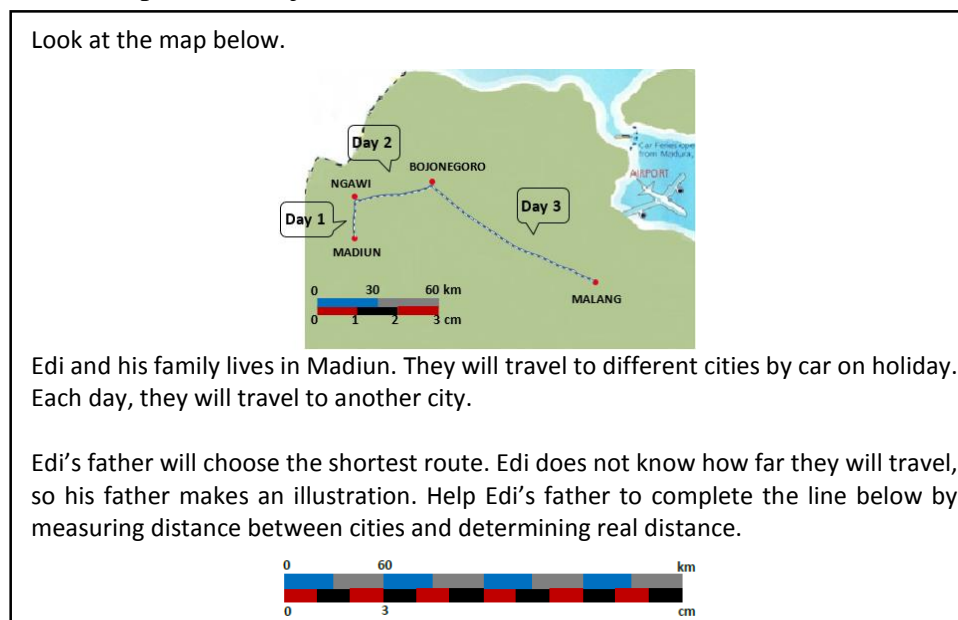 Look at the map below.
Day 2
BOJONEGORO
NGAWI
Day 1
MADIUN
Day 3
MALANG
Car Ferries ope
from Madura,
AIRPORT
0 30 60 km
0 1 2 3 cm
Edi and his family lives in Madiun. They will travel to different cities by car on holiday.
Each day, they will travel to another city.
Edi’s father will choose the shortest route. Edi does not know how far they will travel,
so his father makes an illustration. Help Edi’s father to complete the line below by
measuring distance between cities and determining real distance.
0 60 km
0 3 cm